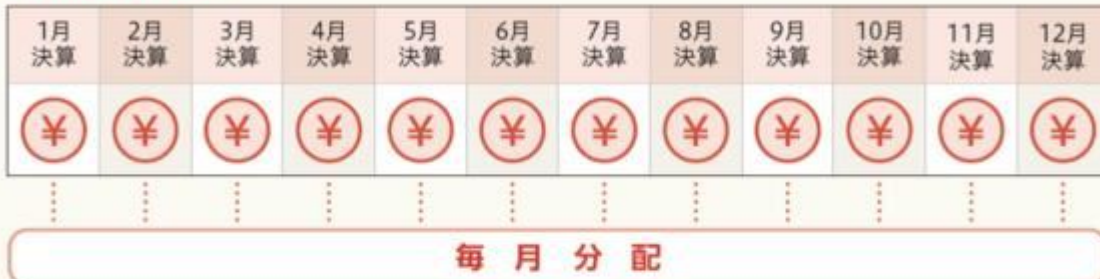 1月 2月 3月 4月 5月 6月 7月 8月 9月 10月 11月 12月
決算 決算 決算 決算 決算 決算 決算 決算 決算 決算 決算 決算
¥ ¥ ¥ ¥ ¥ ¥ ¥ ¥ ¥ ¥ ¥ ¥
毎月分配